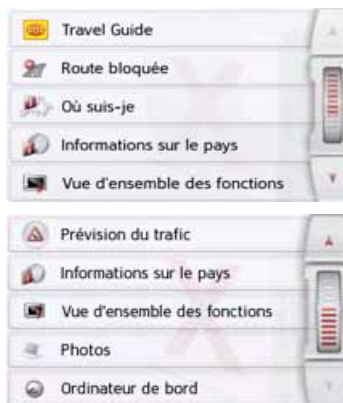 Travel Guide
Route bloquée
Où suis-je
Informations sur le pays
Vue d'ensemble des fonctions
Prévision du trafic
Informations sur le pays
Vue d'ensemble des fonctions
Photos
Ordinateur de bord